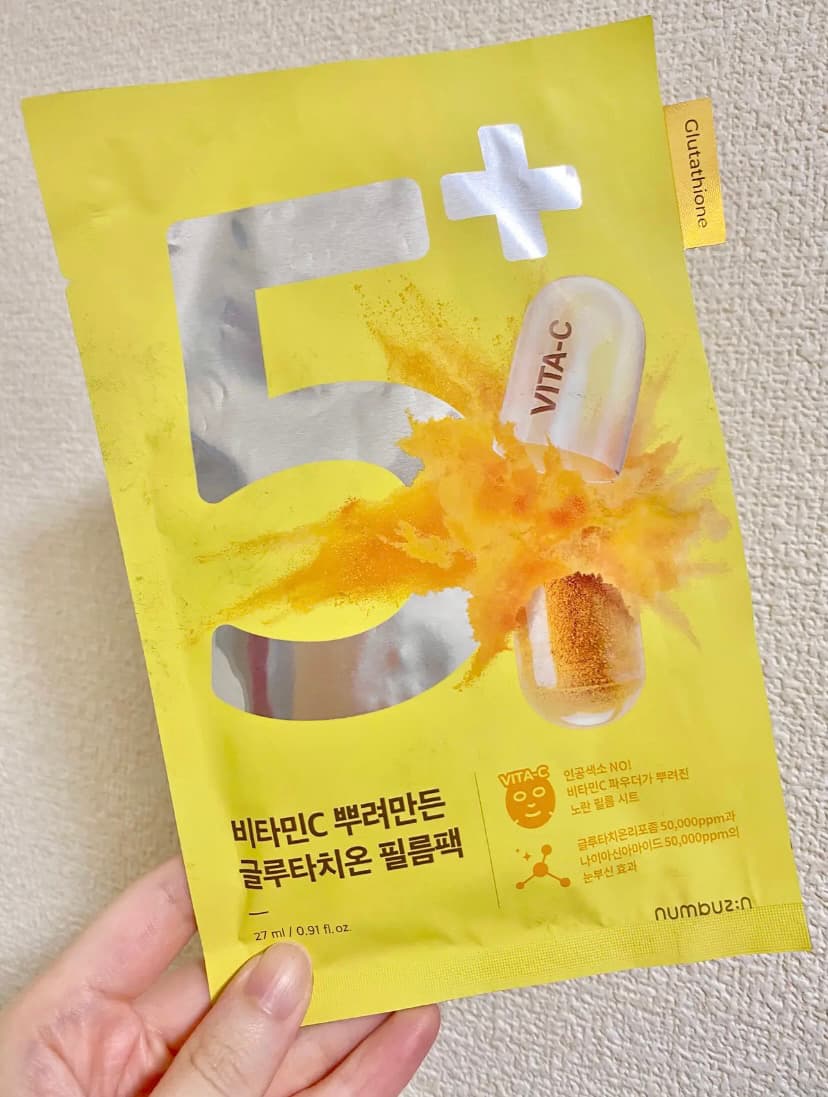 Glutathione
5+
VITA-C
비타민C 뿌려만든
글루타치온 필름팩
27 ml / 0.91 fl. oz.
VITA-C
인공색소 NO!
비타민C 파우더가 뿌려진
노란 필름 시트
글루타치온리포좀 50,000ppm과
나이아신아마이드 50,000ppm의
눈부신 효과
numbuz:n